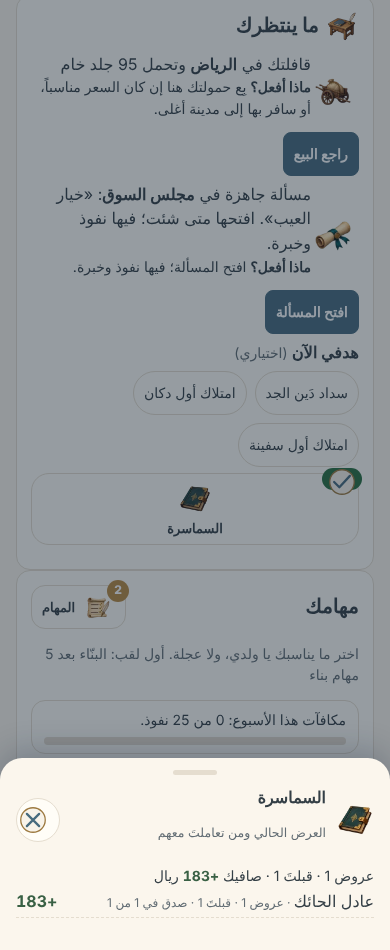 ما ينتظرك
قافلتك في الرياض وتحمل 95 جلد خام
ماذا أفعل؟ بِع حمولتك هنا إن كان السعر مناسباً،
أو سافر بها إلى مدينة أغلى.
راجع البيع
مسألة جاهزة في مجلس السوق: «خيار
العيب». افتحها متى شئت؛ فيها نفوذ
وخبرة.
ماذا أفعل؟ افتح المسألة؛ فيها نفوذ وخبرة.
افتح المسألة
هدفي الآن (اختياري)
سداد دَين الجد
امتلاك أول دكان
امتلاك أول سفينة
السماسرة
مهامك
المهام
2
اختر ما يناسبك يا ولدي، ولا عجلة. أول لقب: البنّاء بعد 5
مهام بناء
مكافآت هذا الأسبوع: 0 من 25 نفوذ.
السماسرة
العرض الحالي ومن تعاملتَ معهم
عروض 1 · قبلتَ 1 · صافيك +183 ريال
عادل الحائك · عروض 1 · قبلتَ 1 · صدق في 1 من 1
+183